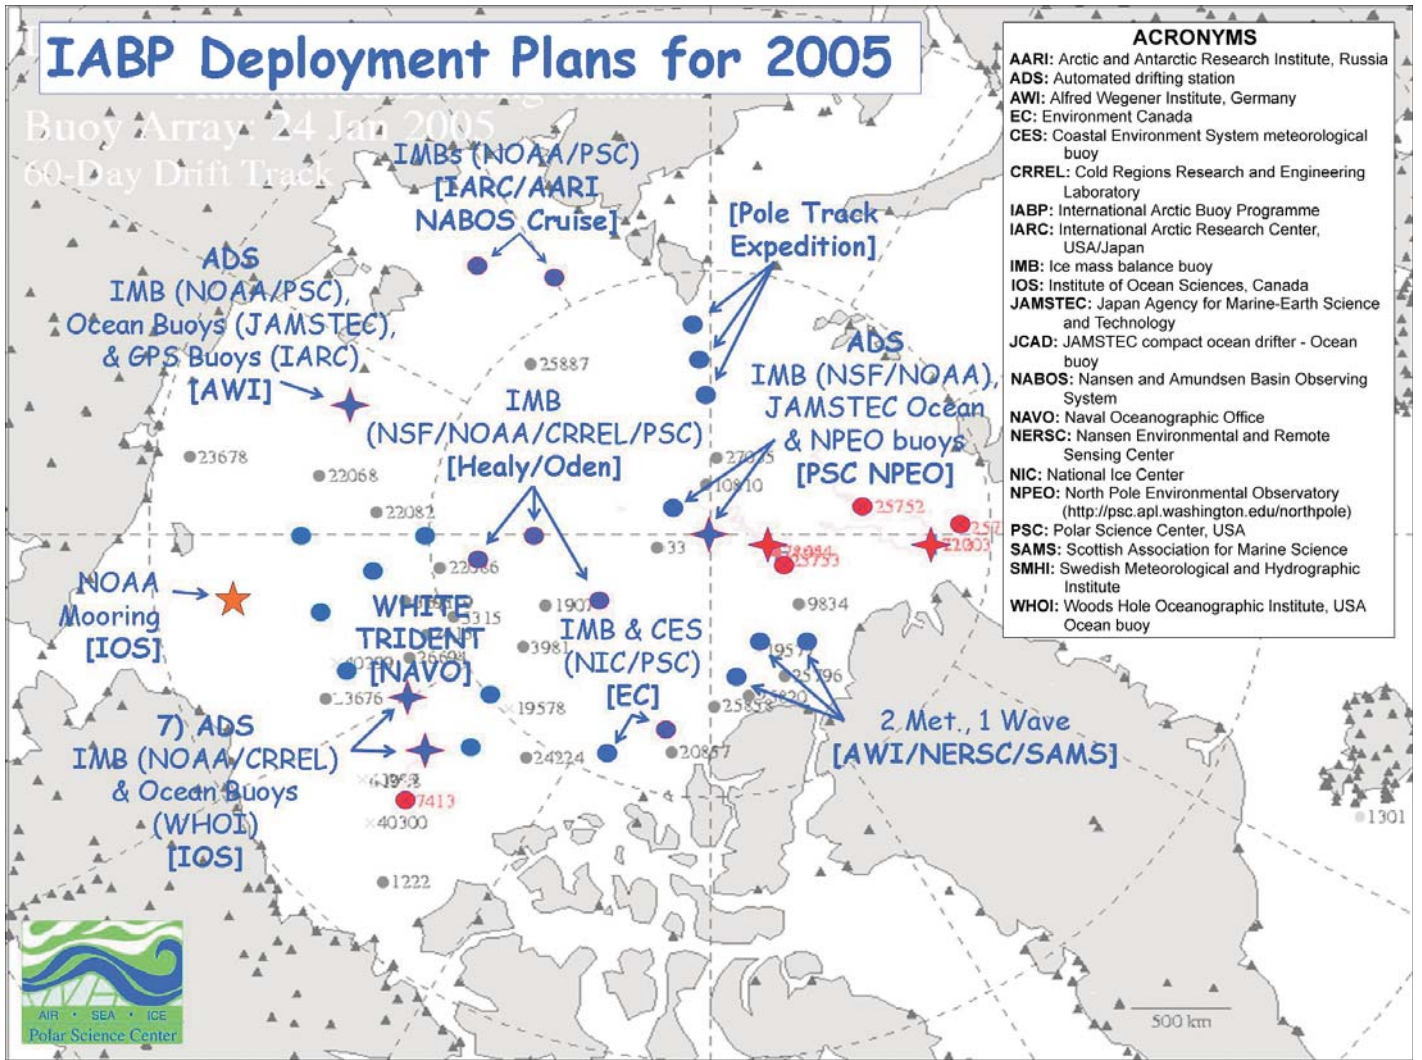 IABP Deployment Plans for 2005
Buoy Array: 24 Jan 2005
60-Day Drift Track
IMBs (NOAA/PSC)
[IARC/AARI
NABOS Cruise]
[Pole Track
Expedition]
ADS
IMB (NOAA/PSC),
Ocean Buoys (JAMSTEC),
& GPS Buoys (IARC)
[AWI]
25887
IMB
(NSF/NOAA/CRREL/PSC)
[Healy/Oden]
ADS
IMB (NSF/NOAA),
JAMSTEC Ocean
& NPEO buoys
[PSC NPEO]
23678
22068
22082
10810
25752
33
9834
NOAA
Mooring
[IOS]
WHITE
TRIDENT
[NAVO]
5315
3981
26694
IMB & CES
(NIC/PSC)
[EC]
25796
25858
19578
7) ADS
IMB (NOAA/CRREL)
& Ocean Buoys
(WHOI)
[IOS]
24224
20857
2 Met., 1 Wave
[AWI/NERSC/SAMS]
7413
40300
1222
1301
500 km
AIR • SEA • ICE
Polar Science Center
ACRONYMS
AARI: Arctic and Antarctic Research Institute, Russia
ADS: Automated drifting station
AWI: Alfred Wegener Institute, Germany
EC: Environment Canada
CES: Coastal Environment System meteorological
buoy
CRREL: Cold Regions Research and Engineering
Laboratory
IABP: International Arctic Buoy Programme
IARC: International Arctic Research Center,
USA/Japan
IMB: Ice mass balance buoy
IOS: Institute of Ocean Sciences, Canada
JAMSTEC: Japan Agency for Marine-Earth Science
and Technology
JCAD: JAMSTEC compact ocean drifter - Ocean
buoy
NABOS: Nansen and Amundsen Basin Observing
System
NAVO: Naval Oceanographic Office
NERSC: Nansen Environmental and Remote
Sensing Center
NIC: National Ice Center
NPEO: North Pole Environmental Observatory
(http://psc.apl.washington.edu/northpole)
PSC: Polar Science Center, USA
SAMS: Scottish Association for Marine Science
SMHI: Swedish Meteorological and Hydrographic
Institute
WHOI: Woods Hole Oceanographic Institute, USA
Ocean buoy